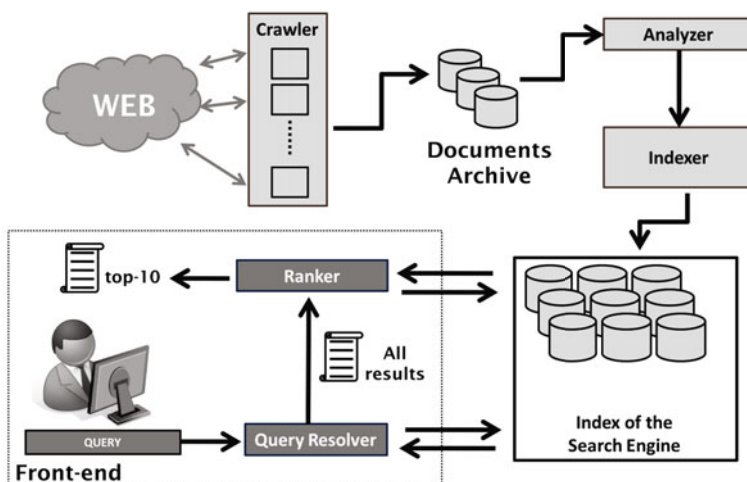 Crawler
WEB
Analyzer
Documents
Archive
Indexer
top-10
Ranker
All
results
QUERY
Query Resolver
Front-end
Index of the
Search Engine